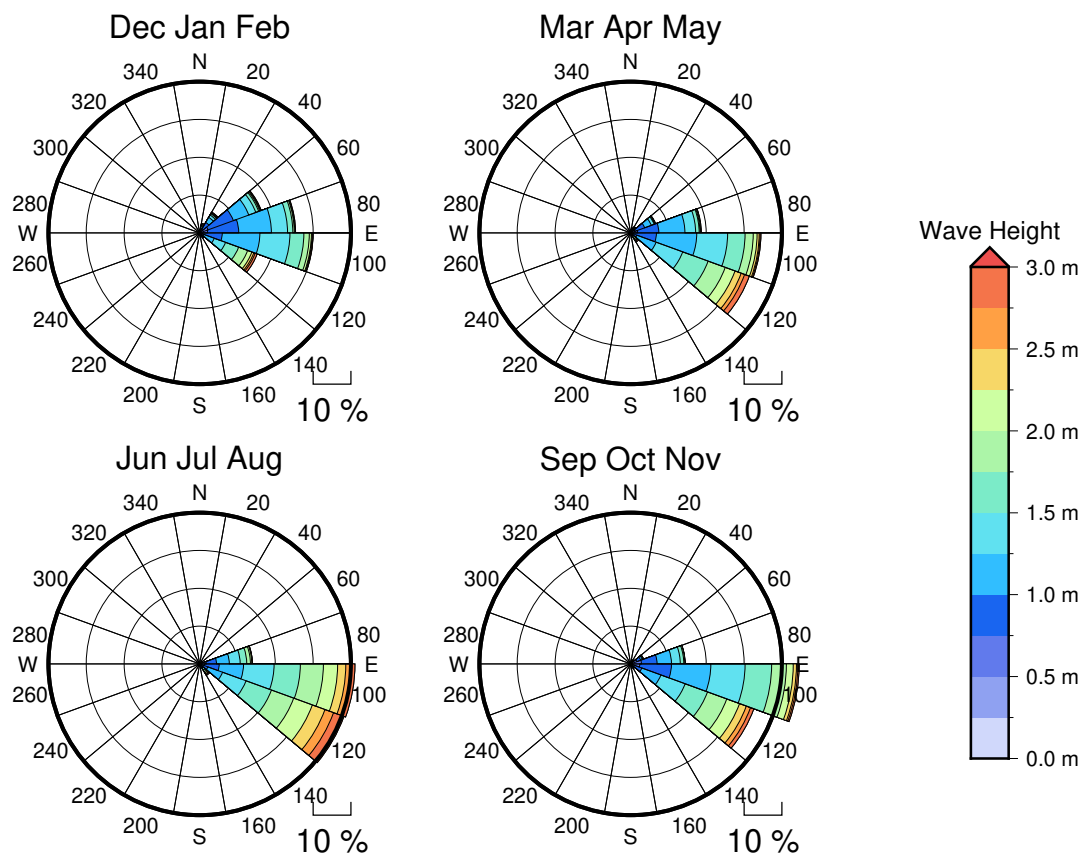 Dec Jan Feb
N
20
40
60
80
E
100
120
140
160
S
200
220
240
260
W
280
300
320
340
10 %
Mar Apr May
N
20
40
60
80
E
100
120
140
160
S
200
220
240
260
W
280
300
320
340
10 %
Jun Jul Aug
N
20
40
60
80
E
100
120
140
160
S
200
220
240
260
W
280
300
320
340
10 %
Sep Oct Nov
N
20
40
60
80
E
100
120
140
160
S
200
220
240
260
W
280
300
320
340
10 %
Wave Height
3.0 m
2.5 m
2.0 m
1.5 m
1.0 m
0.5 m
0.0 m